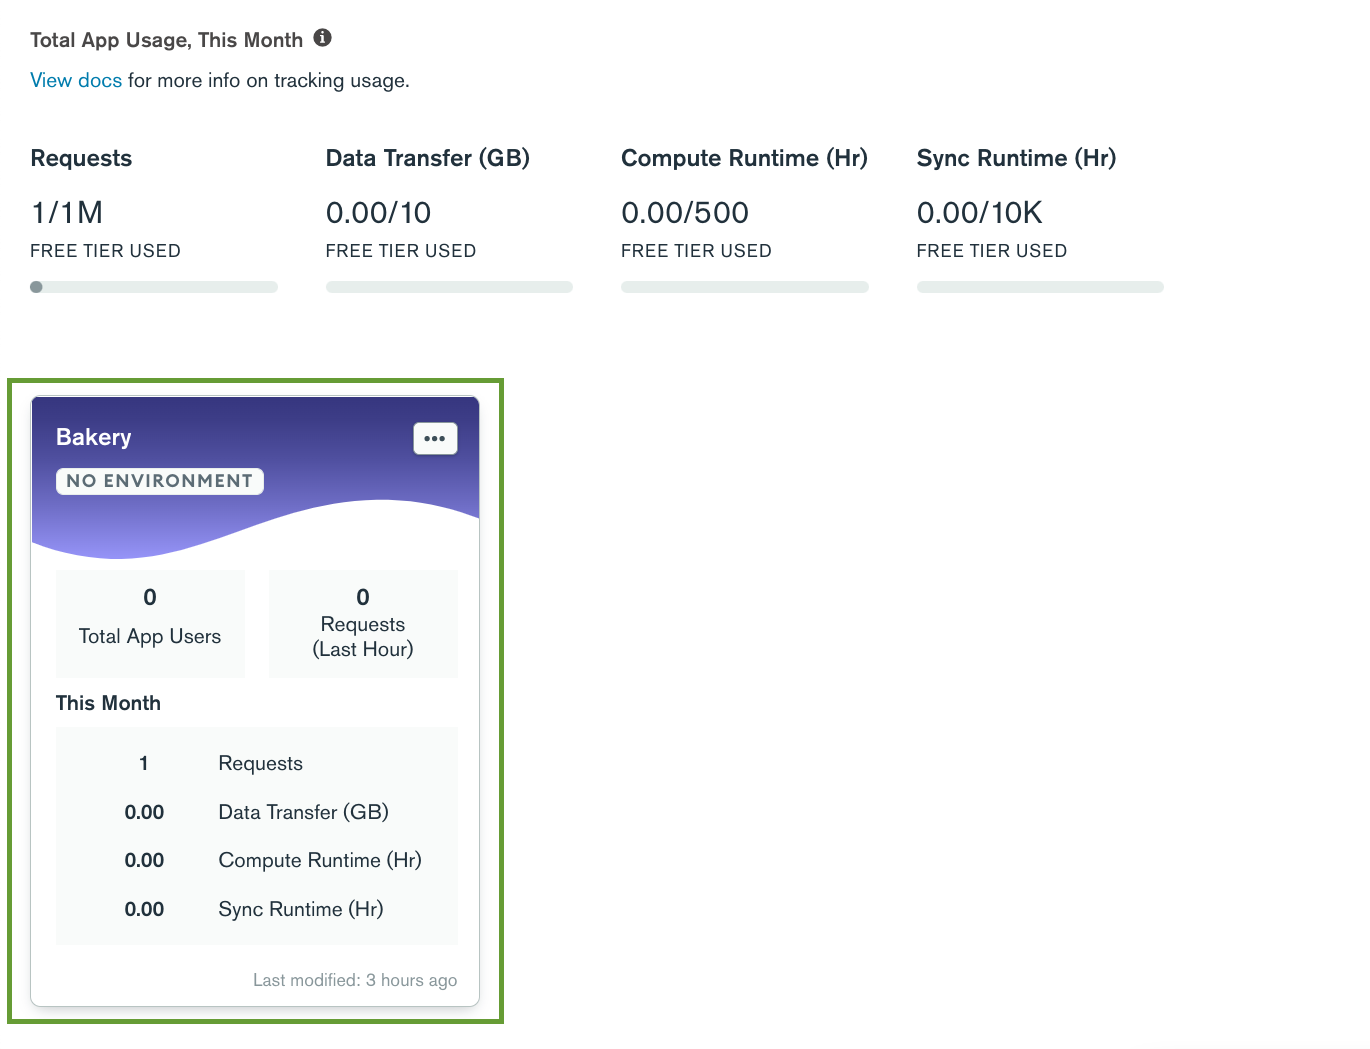 Total App Usage, This Month
View docs for more info on tracking usage.
Requests
1/1M
FREE TIER USED
Data Transfer (GB)
0.00/10
FREE TIER USED
Compute Runtime (Hr)
0.00/500
FREE TIER USED
Sync Runtime (Hr)
0.00/10K
FREE TIER USED
Bakery
NO ENVIRONMENT
0
Total App Users
0
Requests
(Last Hour)
This Month
1 Requests
0.00 Data Transfer (GB)
0.00 Compute Runtime (Hr)
0.00 Sync Runtime (Hr)
Last modified: 3 hours ago